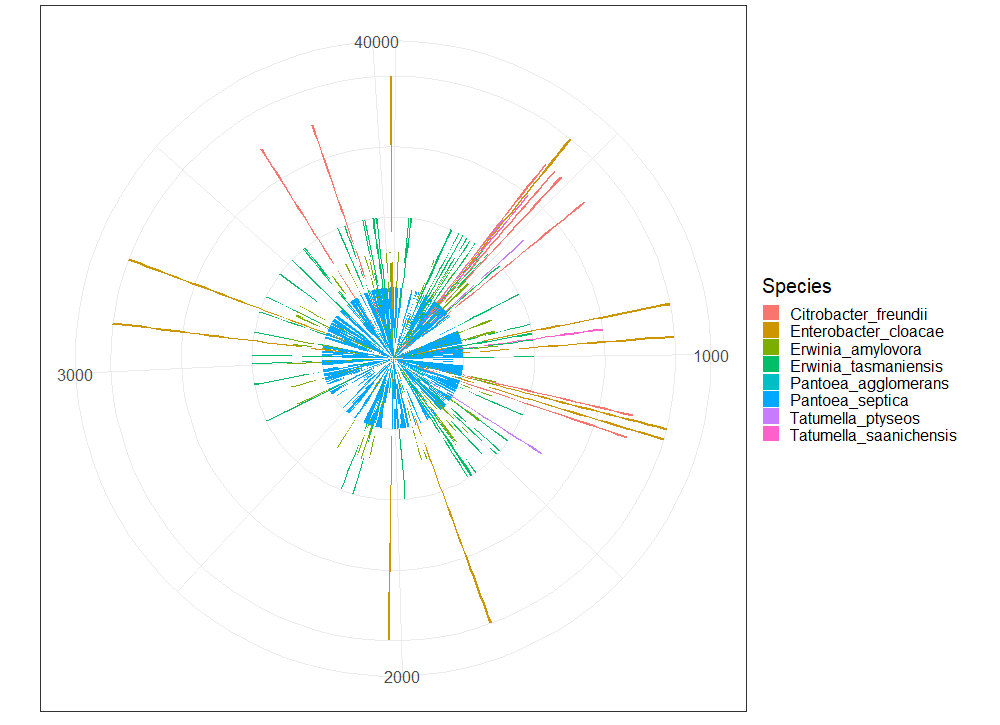 40000
1000
2000
3000
Species
Citrobacter_freundii
Enterobacter_cloacae
Erwinia_amylovora
Erwinia_tasmaniensis
Pantoea_agglomerans
Pantoea_septica
Tatumella_ptyseos
Tatumella_saanichensis